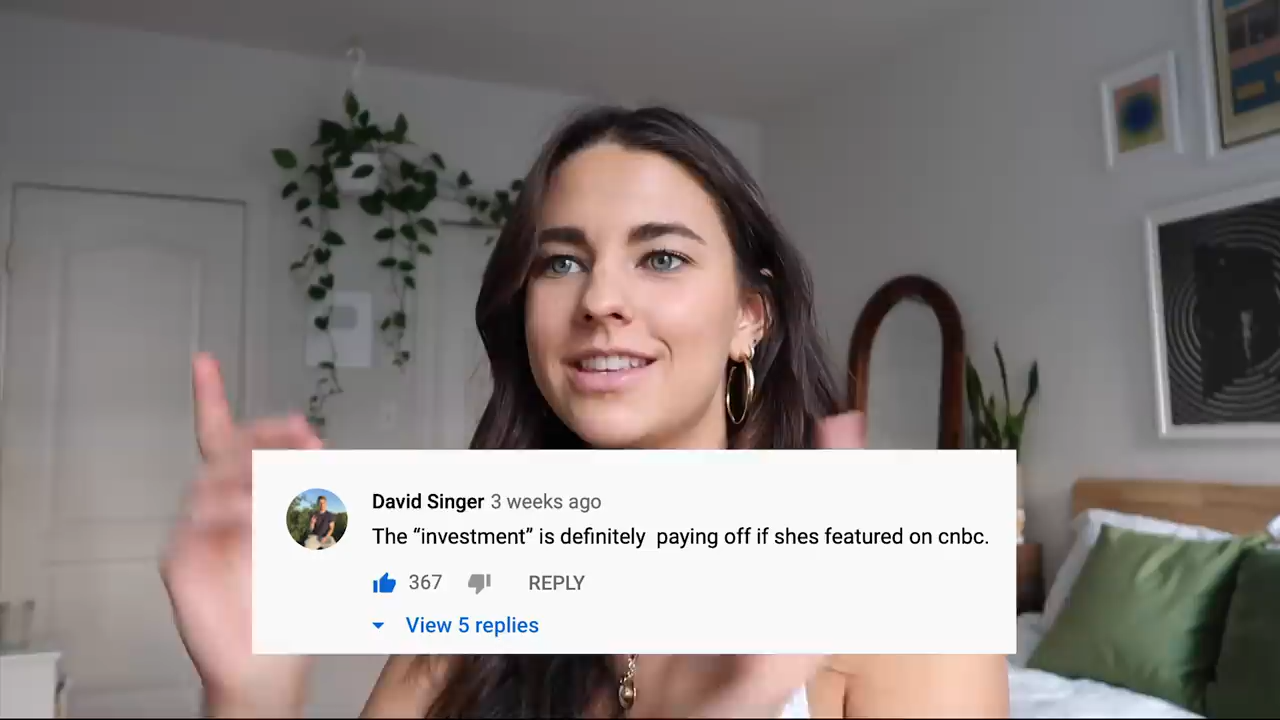 David Singer 3 weeks ago
The “investment” is definitely  paying off if shes featured on cnbc.
367 REPLY
View 5 replies